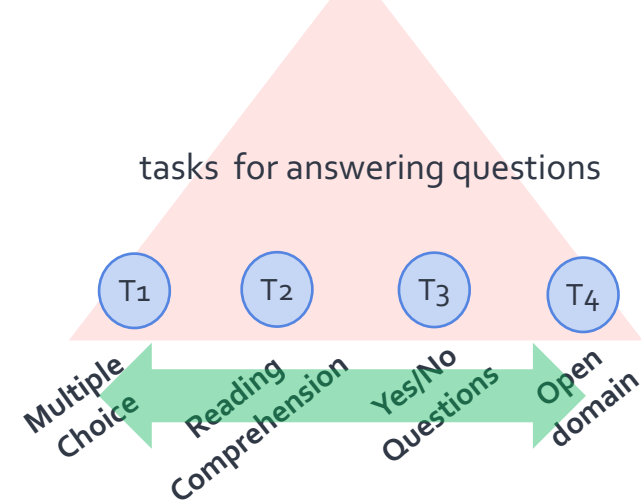 tasks for answering questions
T1
T2
T3
T4
Multiple
Choice
Reading
Comprehension
Yes/No
Questions
Open
domain